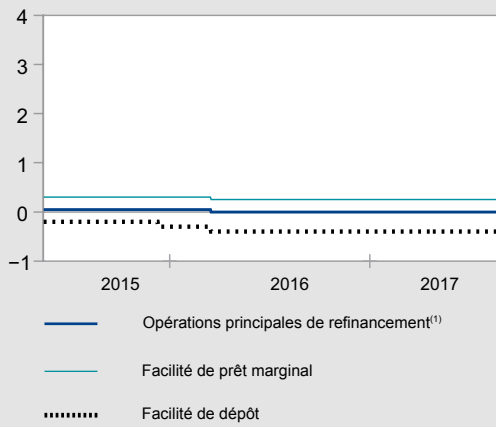 4
3
2
1
0
−1
2015 2016 2017
Opérations principales de refinancement(1)
Facilité de prêt marginal
Facilité de dépôt